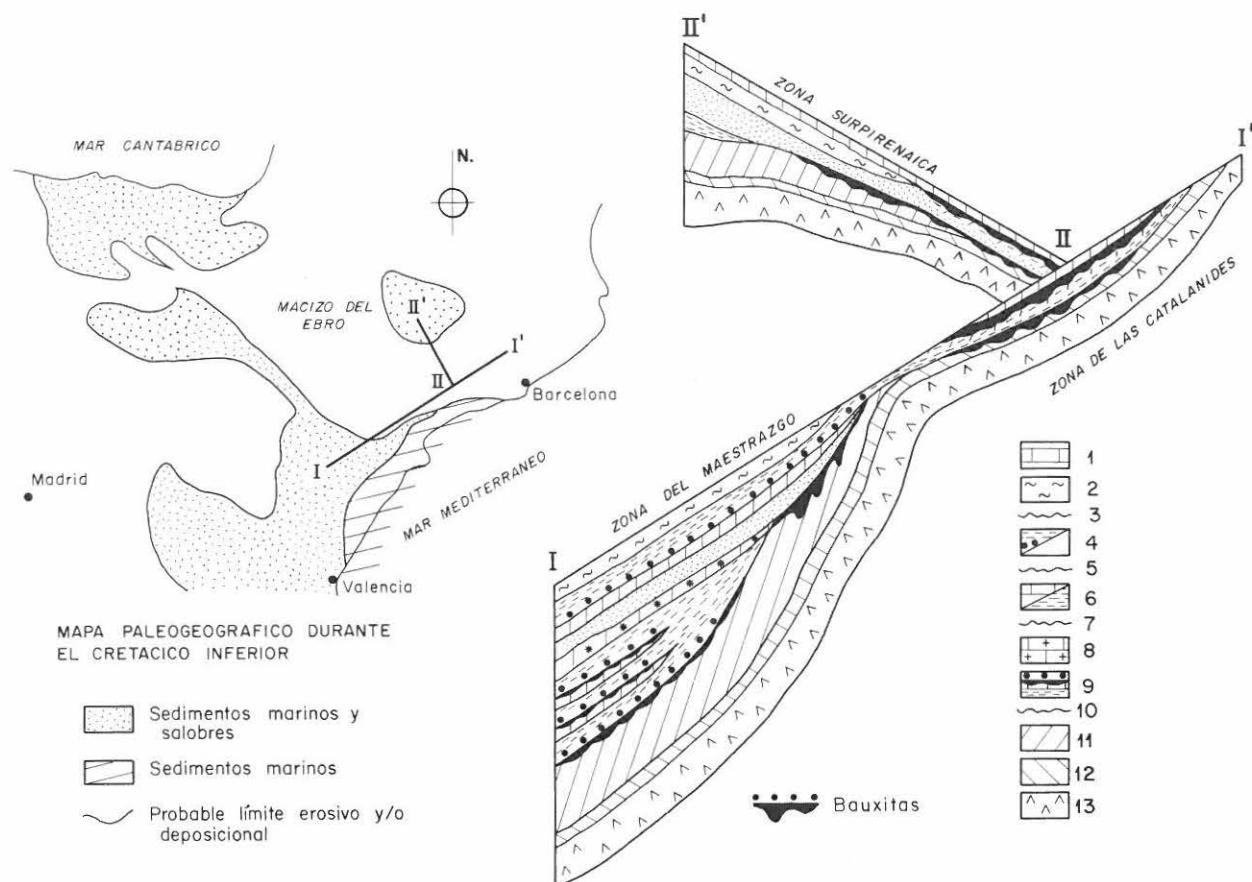 MAR CANTABRICO
N.
MACIZO DEL
EBRO
II'
I'
II
I
Barcelona
Madrid
MAR MEDITERRANEO
Valencia
MAPA PALEOGEOGRAFICO DURANTE
EL CRETACICO INFERIOR
Sedimentos marinos y
salobres
Sedimentos marinos
Probable límite erosivo y/o
deposicional
II'
ZONA SURPIRENAICA
I'
II
ZONA DE LAS CATALANIDES
ZONA DEL MAESTRAZGO
I
Bauxitas
1
2
3
4
5
6
7
8
9
10
11
12
13